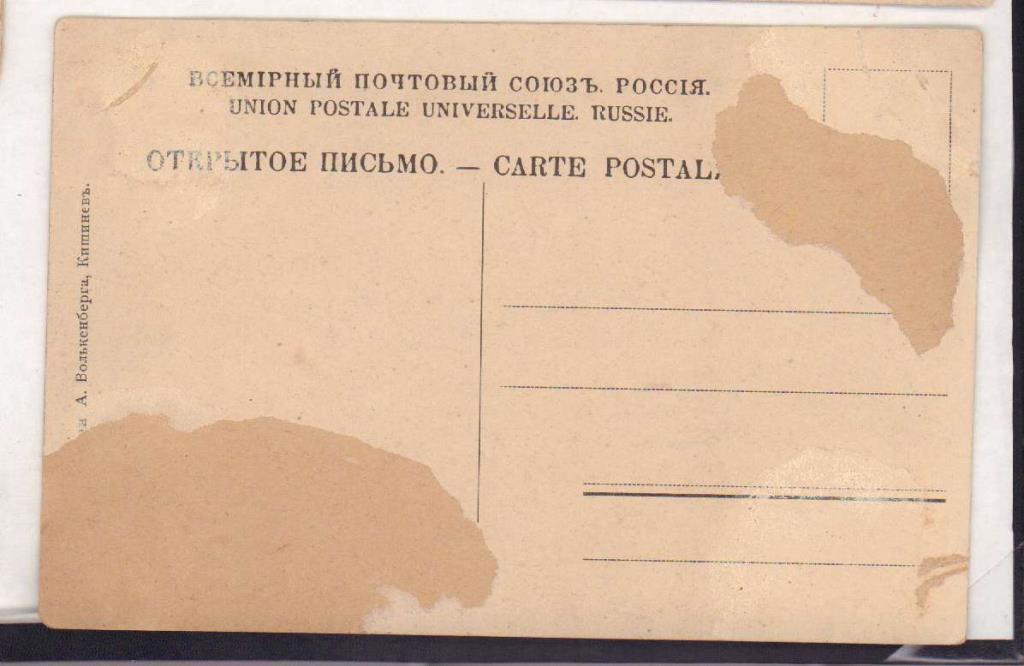 ВСЕМІРНЫЙ ПОЧТОВЫЙ СОЮЗЪ. РОССІЯ.
UNION POSTALE UNIVERSELLE. RUSSIE.
ОТКРЫТОЕ ПИСЬМО. — CARTE POSTAL
А. Волькенберга, Кишиневъ.